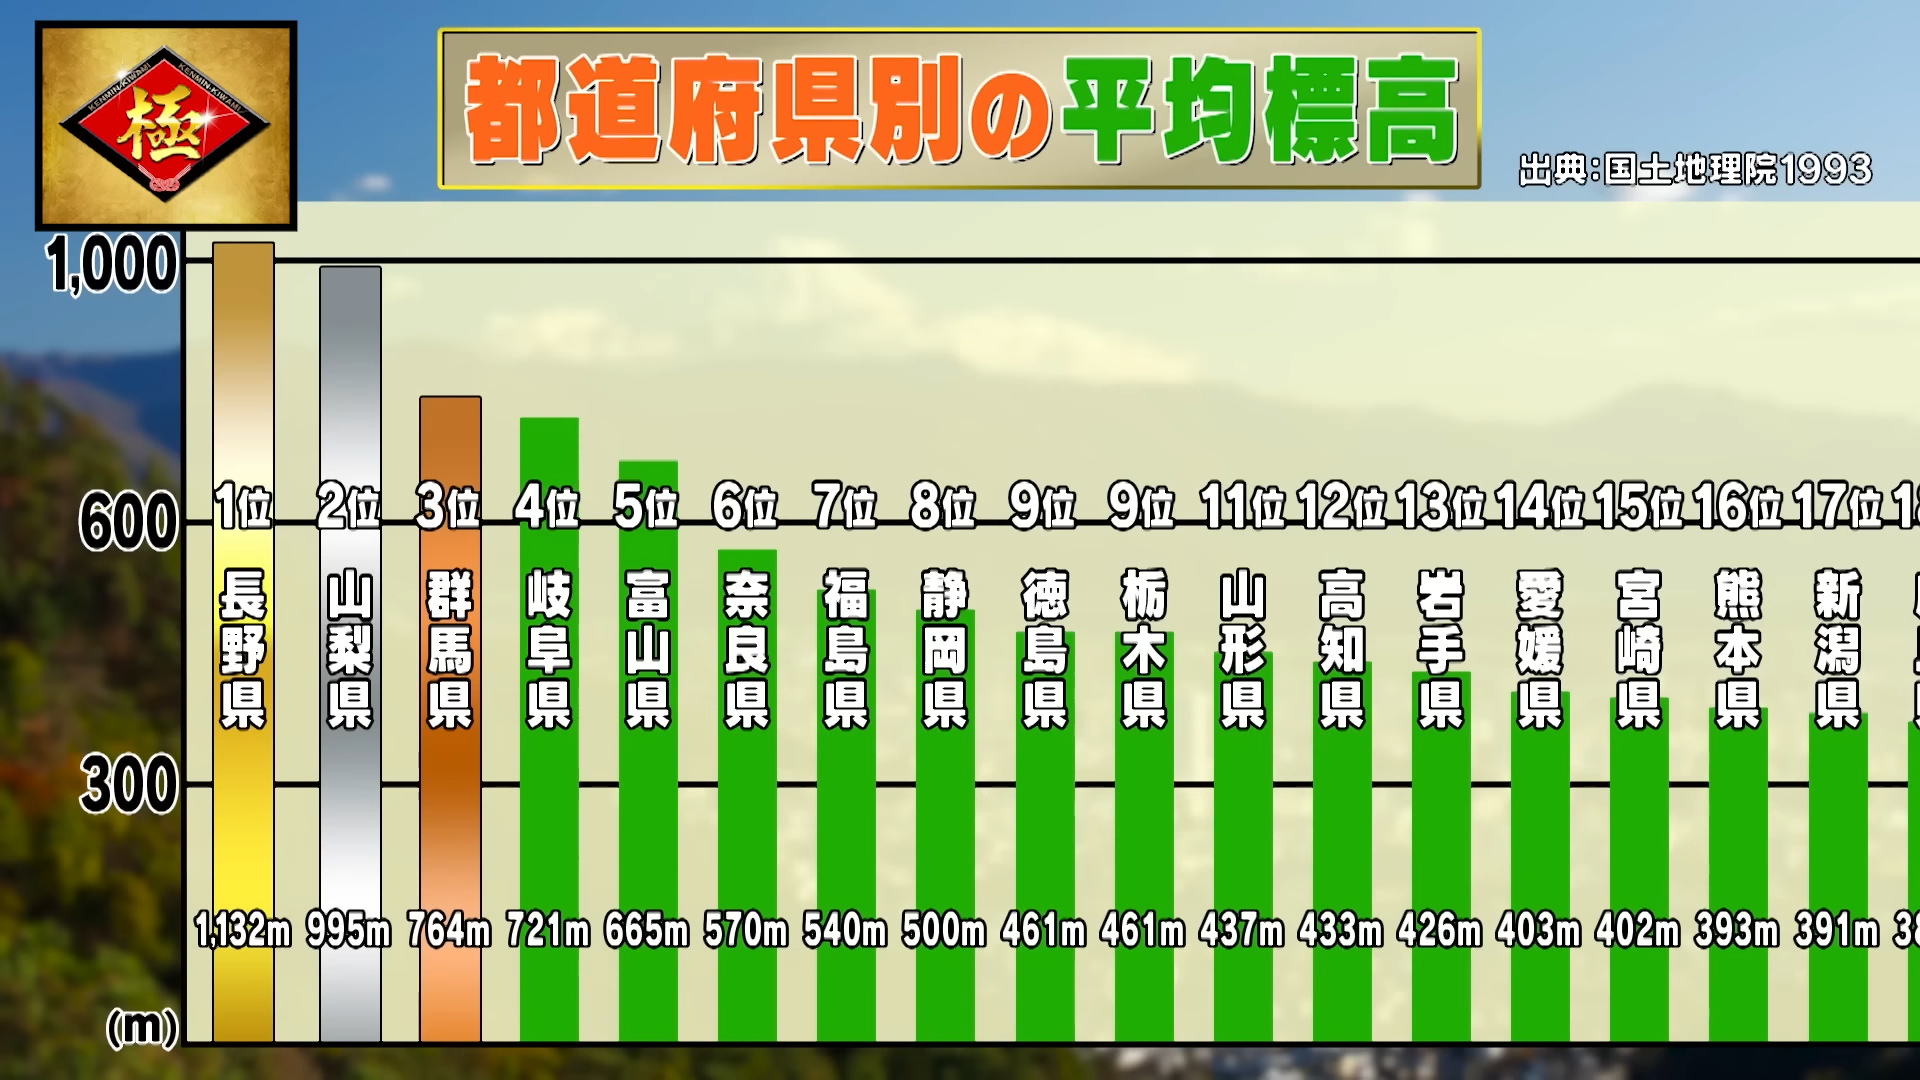 KENMIN・KIWAMI KENMIN・KIWAMI
極
都道府県別の平均標高
出典:国土地理院1993
1,000
600
300
(m)
1位 2位 3位 4位 5位 6位 7位 8位 9位 9位 11位 12位 13位 14位 15位 16位 17位
長野県 山梨県 群馬県 岐阜県 富山県 奈良県 福島県 静岡県 徳島県 栃木県 山形県 高知県 岩手県 愛媛県 宮崎県 熊本県 新潟県
1,132m 995m 764m 721m 665m 570m 540m 500m 461m 461m 437m 433m 426m 403m 402m 393m 391m